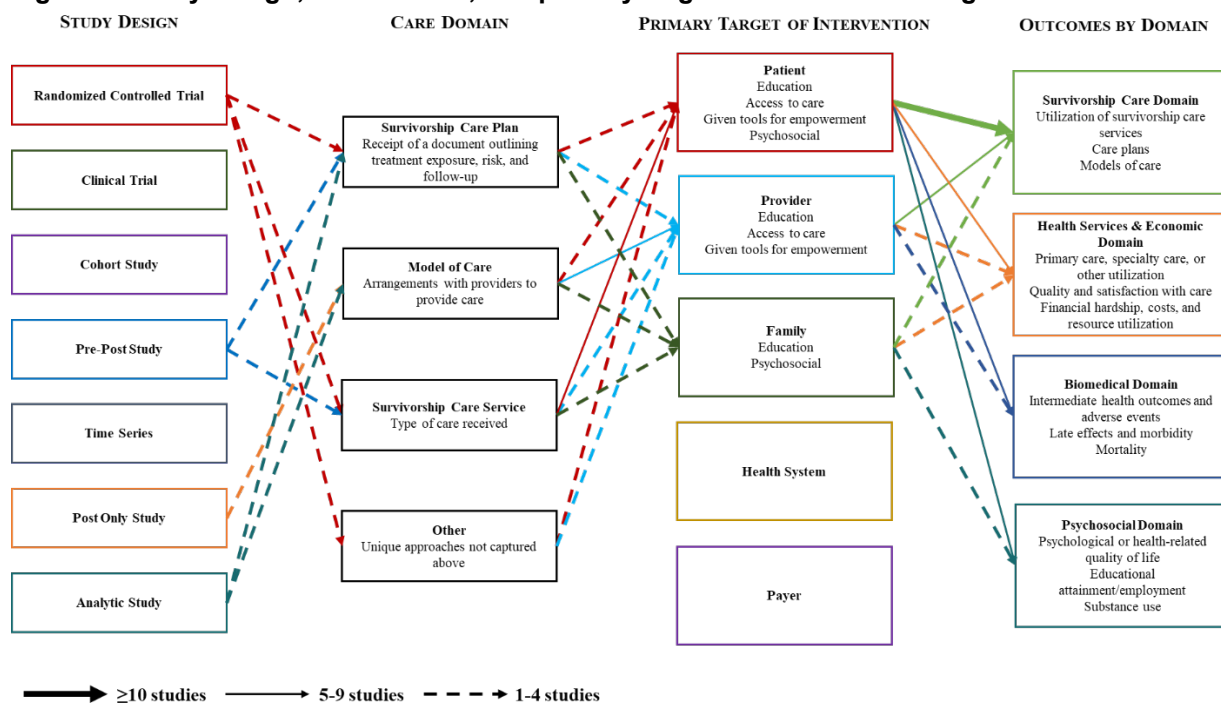 STUDY DESIGN
CARE DOMAIN
PRIMARY TARGET OF INTERVENTION
OUTCOMES BY DOMAIN
Randomized Controlled Trial
Clinical Trial
Cohort Study
Pre-Post Study
Time Series
Post Only Study
Analytic Study
Survivorship Care Plan
Receipt of a document outlining
treatment exposure, risk, and
follow-up
Model of Care
Arrangements with providers to
provide care
Survivorship Care Service
Type of care received
Other
Unique approaches not captured
above
Patient
Education
Access to care
Given tools for empowerment
Psychosocial
Provider
Education
Access to care
Given tools for empowerment
Family
Education
Psychosocial
Health System
Payer
Survivorship Care Domain
Utilization of survivorship care
services
Care plans
Models of care
Health Services & Economic
Domain
Primary care, specialty care, or
other utilization
Quality and satisfaction with care
Financial hardship, costs, and
resource utilization
Biomedical Domain
Intermediate health outcomes and
adverse events
Late effects and morbidity
Mortality
Psychosocial Domain
Psychological or health-related
quality of life
Educational
attainment/employment
Substance use
≥10 studies
5-9 studies
1-4 studies